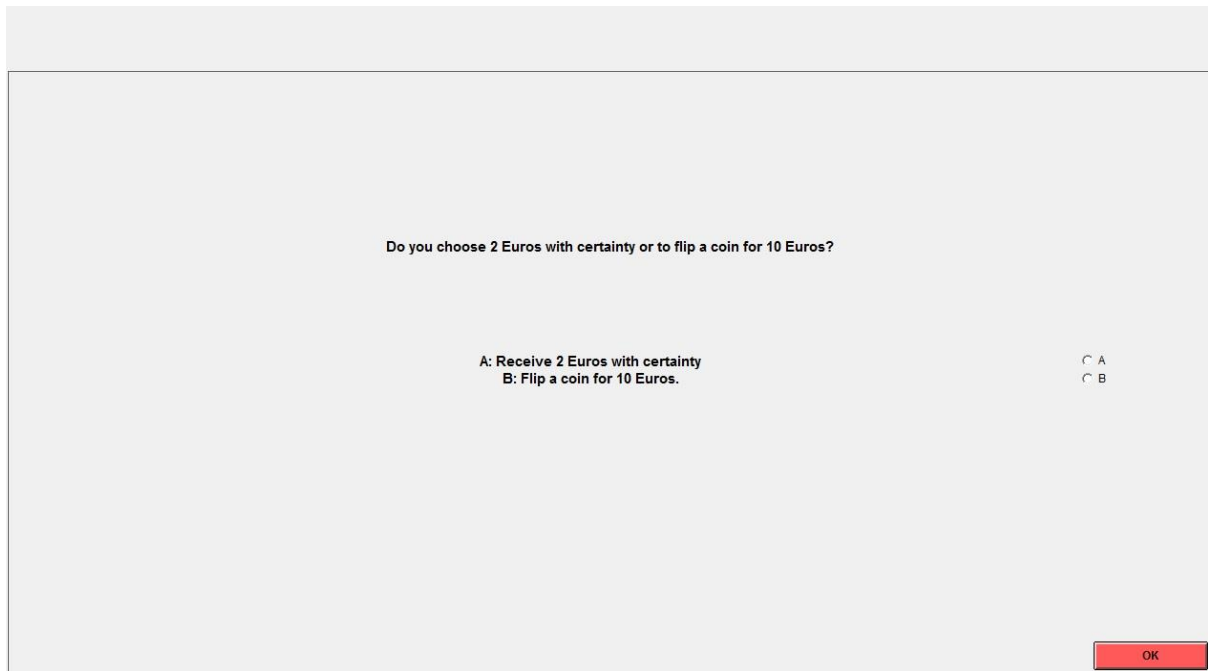 Do you choose 2 Euros with certainty or to flip a coin for 10 Euros?
A: Receive 2 Euros with certainty
B: Flip a coin for 10 Euros.
A
B
OK